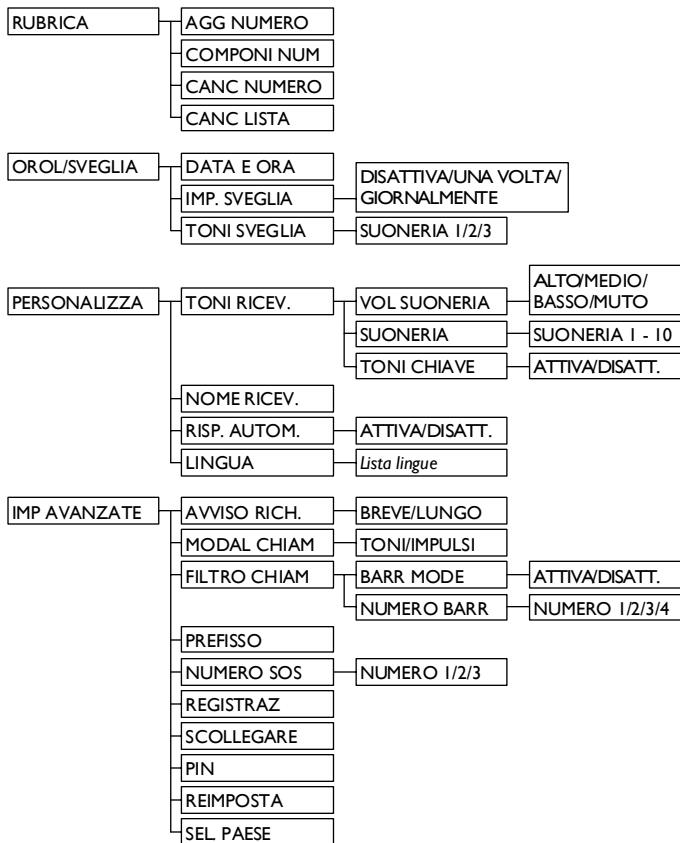 RUBRICA
AGG NUMERO
COMPONI NUM
CANC NUMERO
CANC LISTA
OROL/SVEGLIA
DATA E ORA
IMP. SVEGLIA
DISATTIVA/UNA VOLTA/
GIORNALMENTE
TONI SVEGLIA
SUONERIA 1/2/3
PERSONALIZZA
TONI RICEV.
VOL SUONERIA
ALTO/MEDIO/
BASSO/MUTO
SUONERIA
SUONERIA 1 - 10
TONI CHIAVE
ATTIVA/DISATT.
NOME RICEV.
RISP. AUTOM.
ATTIVA/DISATT.
LINGUA
Lista lingue
IMP AVANZATE
AVVISO RICH.
BREVE/LUNGO
MODAL CHIAM
TONI/IMPULSI
FILTRO CHIAM
BARR MODE
ATTIVA/DISATT.
NUMERO BARR
NUMERO 1/2/3/4
PREFISSO
NUMERO SOS
NUMERO 1/2/3
REGISTRAZ
SCOLLEGARE
PIN
REIMPOSTA
SEL. PAESE